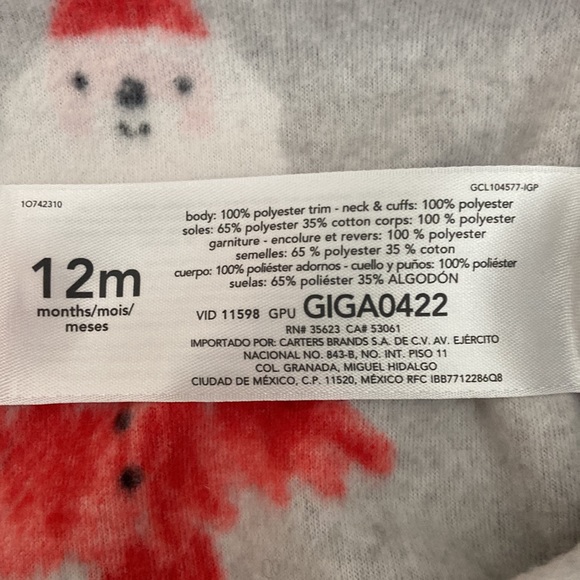 1O742310
GCL104577-IGP
body: 100% polyester trim - neck & cuffs: 100% polyester
soles: 65% polyester 35% cotton corps: 100 % polyester
garniture - encolure et revers: 100 % polyester
semelles: 65 % polyester 35 % coton
cuerpo: 100% poliéster adornos - cuello y puños: 100% poliéster
suelas: 65% poliéster 35% ALGODÓN
12m
months/mois/
meses
VID 11598 GPU GIGA0422
RN# 35623 CA# 53061
IMPORTADO POR: CARTERS BRANDS S.A. DE C.V. AV. EJÉRCITO
NACIONAL NO. 843-B, NO. INT. PISO 11
COL. GRANADA, MIGUEL HIDALGO
CIUDAD DE MÉXICO, C.P. 11520, MÉXICO RFC IBB7712286Q8